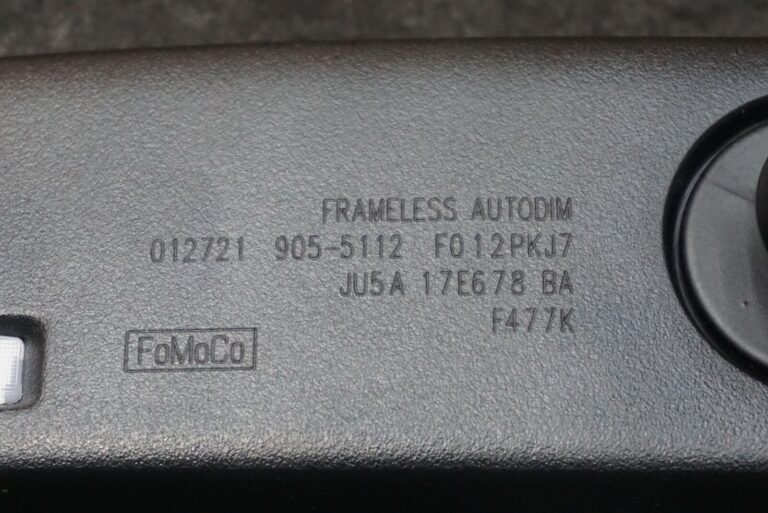 FRAMELESS AUTODIM
012721 905-5112 F012PKJ7
JU5A 17E678 BA
F477K
FoMoCo